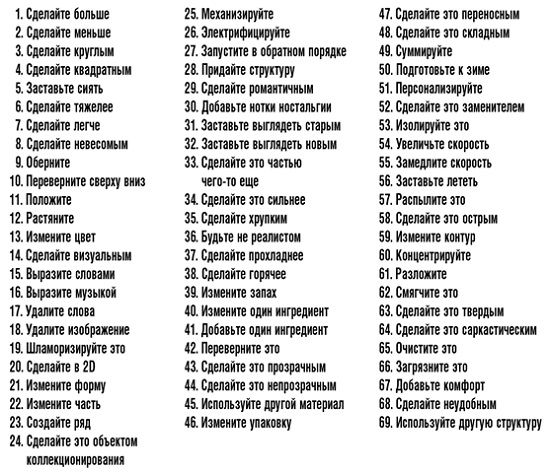 1. Сделайте больше
2. Сделайте меньше
3. Сделайте круглым
4. Сделайте квадратным
5. Заставьте сиять
6. Сделайте тяжелее
7. Сделайте легче
8. Сделайте невесомым
9. Оберните
10. Переверните сверху вниз
11. Положите
12. Растяните
13. Измените цвет
14. Сделайте визуальным
15. Выразите словами
16. Выразите музыкой
17. Удалите слова
18. Удалите изображение
19. Шламоризируйте это
20. Сделайте в 2D
21. Измените форму
22. Измените часть
23. Создайте ряд
24. Сделайте это объектом
коллекционирования
25. Механизируйте
26. Электрифицируйте
27. Запустите в обратном порядке
28. Придайте структуру
29. Сделайте романтичным
30. Добавьте нотки ностальгии
31. Заставьте выглядеть старым
32. Заставьте выглядеть новым
33. Сделайте это частью
чего-то еще
34. Сделайте это сильнее
35. Сделайте хрупким
36. Будьте не реалистом
37. Сделайте прохладнее
38. Сделайте горячее
39. Измените запах
40. Измените один ингредиент
41. Добавьте один ингредиент
42. Переверните это
43. Сделайте это прозрачным
44. Сделайте это непрозрачным
45. Используйте другой материал
46. Измените упаковку
47. Сделайте это переносным
48. Сделайте это складным
49. Суммируйте
50. Подготовьте к зиме
51. Персонализируйте
52. Сделайте это заменителем
53. Изолируйте это
54. Увеличьте скорость
55. Замедлите скорость
56. Заставьте лететь
57. Распылите это
58. Сделайте это острым
59. Измените контур
60. Концентрируйте
61. Разложите
62. Смягчите это
63. Сделайте это твердым
64. Сделайте это саркастическим
65. Очистите это
66. Загрязните это
67. Добавьте комфорт
68. Сделайте неудобным
69. Используйте другую структуру